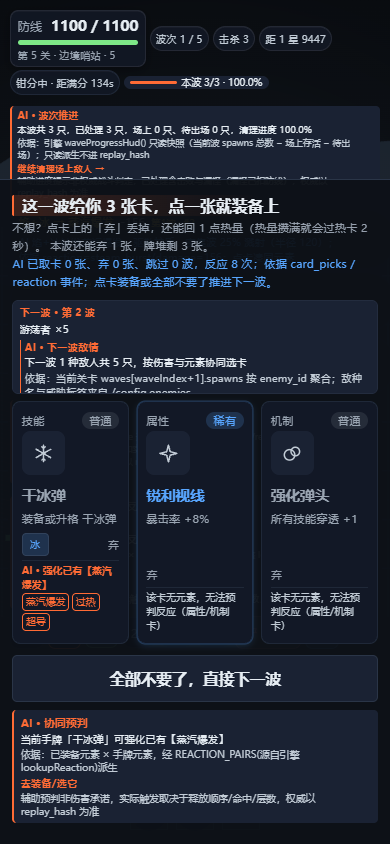 防线 1100 / 1100
第 5 关 · 边境哨站 · 5
波次 1 / 5
击杀 3
距 1 星 9447
钳分中 · 距满分 134s
本波 3/3 · 100.0%
AI • 波次推进
本波共 3 只，已处理 3 只，场上 0 只、待出场 0 只，清理进度 100.0%
依据：引擎 waveProgressHud() 只读快照（当前波 spawns 总数 − 场上存活 − 待出
场）；只读派生不进 replay_hash
继续清理场上敌人 →
这一波给你 3 张卡，点一张就装备上
不想？点卡上的「弃」丢掉，还能回 1 点热量（热量攒满就会过热卡 2
秒）。本波还能弃 1 张，牌堆剩 3 张。
AI 已取卡 0 张、弃 0 张、跳过 0 波，反应 8 次；依据 card_picks /
reaction 事件；点卡装备或全部不要了推进下一波。
下一波 · 第 2 波
游荡者 ×5
AI • 下一波敌情
下一波 1 种敌人共 5 只，按伤害与元素协同选卡
依据：当前关卡 waves[waveIndex+1].spawns 按 enemy_id 聚合；敌种
技能
普通
干冰弹
装备或升格 干冰弹
冰
弃
AI • 强化已有【蒸汽
爆发】
蒸汽爆发
过热
超导
属性
稀有
锐利视线
暴击率 +8%
弃
该卡无元素，无法预
判反应（属性/机制
卡）
机制
普通
强化弹头
所有技能穿透 +1
弃
该卡无元素，无法预
判反应（属性/机制
卡）
全部不要了，直接下一波
AI • 协同预判
当前手牌「干冰弹」可强化已有【蒸汽爆发】
依据：已装备元素 × 手牌元素，经 REACTION_PAIRS(源自引擎
lookupReaction)派生
去装备/选它
辅助预判非伤害承诺，实际触发取决于释放顺序/命中/层数，权威以
replay_hash 为准